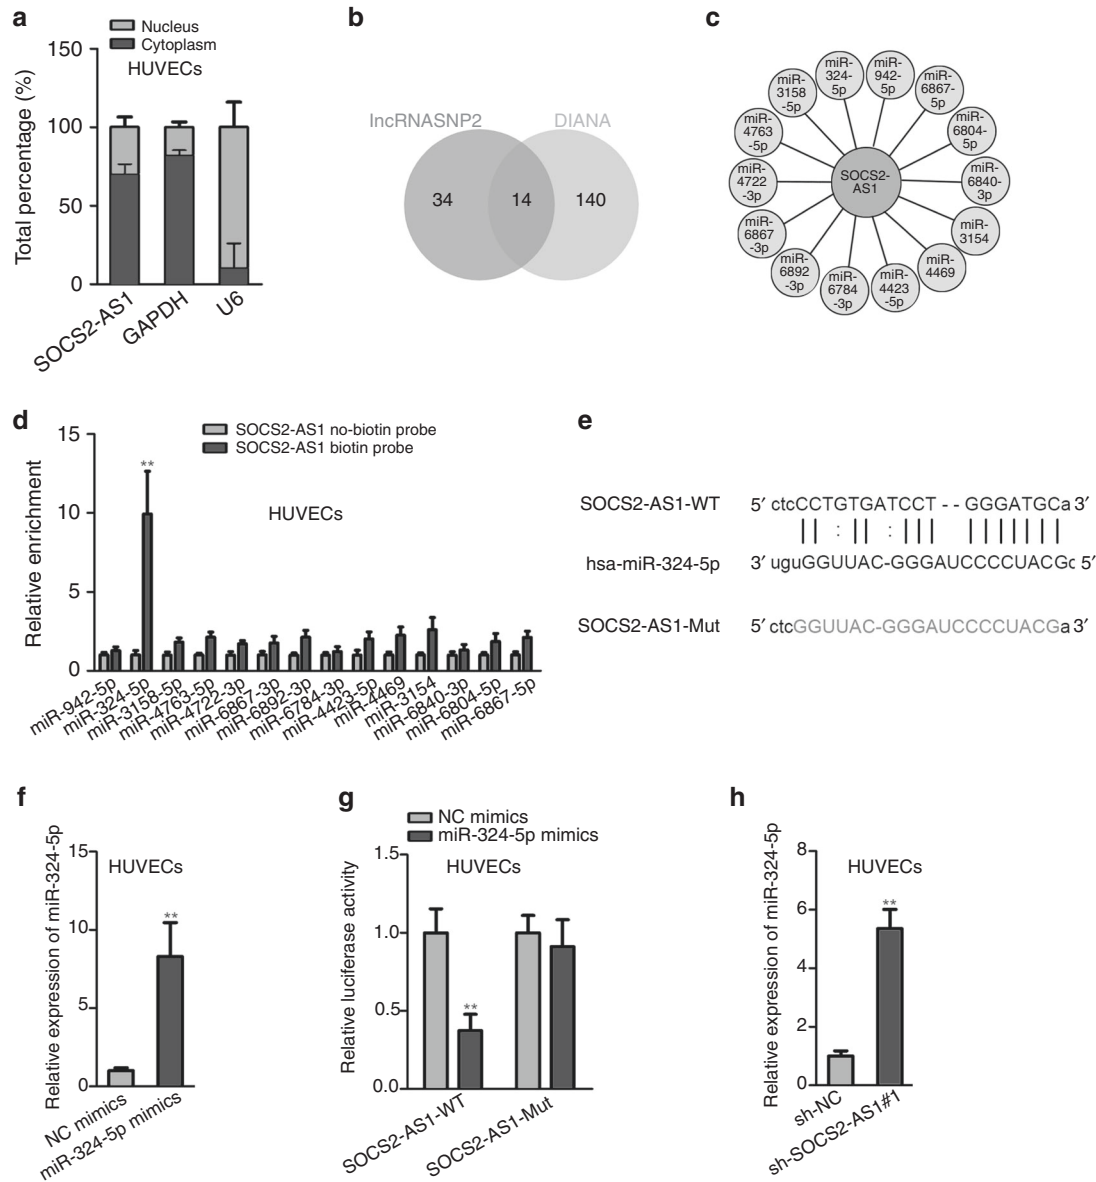 a
Nucleus
Cytoplasm
HUVECs
Total percentage (%)
150
100
50
0
SOCS2-AS1
GAPDH
U6
b
lncRNASNP2
DIANA
34
14
140
c
miR-
324-
5p
miR-
942-
5p
miR-
6867-
5p
miR-
6804-
5p
miR-
6840-
3p
miR-
3154
miR-
4469
miR-
4423
-5p
miR-
6784
-3p
miR-
6892
-3p
miR-
6867
-3p
miR-
4722
-3p
miR-
4763
-5p
miR-
3158
-5p
SOCS2-
AS1
d
SOCS2-AS1 no-biotin probe
SOCS2-AS1 biotin probe
HUVECs
Relative enrichment
15
10
5
0
**
miR-942-5p
miR-324-5p
miR-3158-5p
miR-4763-5p
miR-4722-3p
miR-6867-3p
miR-6892-3p
miR-6784-3p
miR-4423-5p
miR-4469
miR-3154
miR-6840-3p
miR-6804-5p
miR-6867-5p
e
SOCS2-AS1-WT 5′ ctcCCTGTGATCCT - - GGGATGCa 3′
hsa-miR-324-5p 3′ uguGGUUAC-GGGAUCCCCUACGc 5′
SOCS2-AS1-Mut 5′ ctcGGUUAC-GGGAUCCCCUACGa 3′
f
HUVECs
Relative expression of miR-324-5p
15
10
5
0
**
NC mimics
miR-324-5p mimics
g
NC mimics
miR-324-5p mimics
HUVECs
Relative luciferase activity
1.5
1.0
0.5
0.0
**
SOCS2-AS1-WT
SOCS2-AS1-Mut
h
HUVECs
Relative expression of miR-324-5p
8
6
4
2
0
**
sh-NC
sh-SOCS2-AS1#1